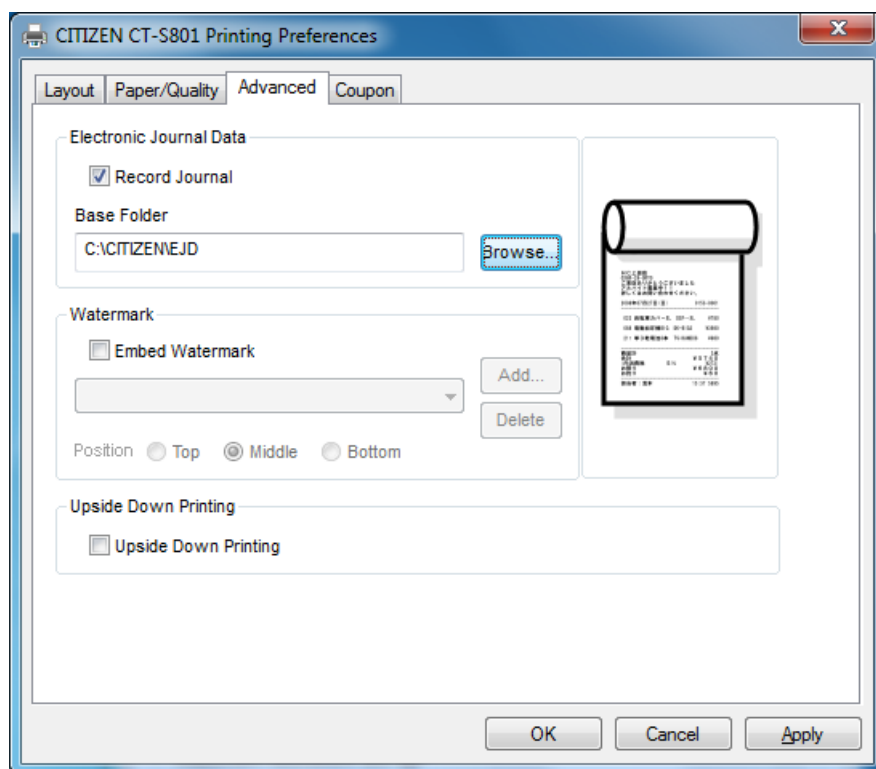 CITIZEN CT-S801 Printing Preferences
Layout Paper/Quality Advanced Coupon
Electronic Journal Data
Record Journal
Base Folder
C:\CITIZEN\EJD
Browse...
Watermark
Embed Watermark
Add...
Delete
Position Top Middle Bottom
Upside Down Printing
Upside Down Printing
OK Cancel Apply